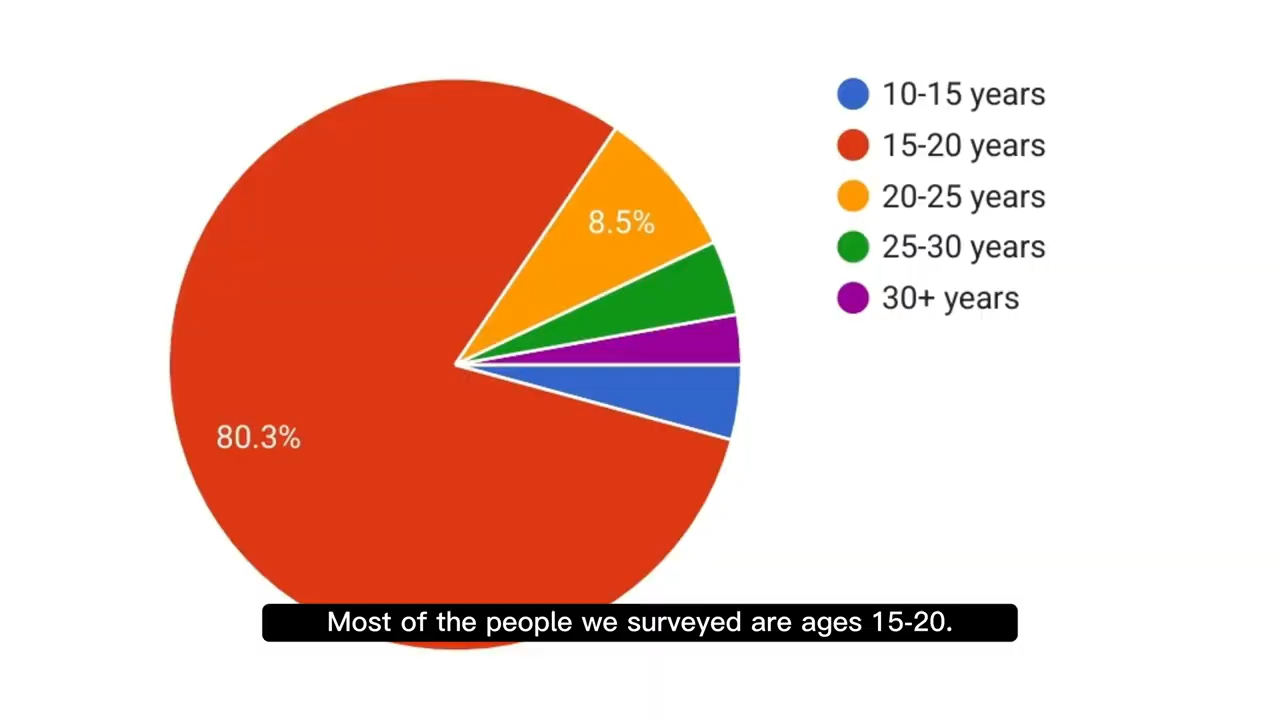 8.5%
80.3%
10-15 years
15-20 years
20-25 years
25-30 years
30+ years
Most of the people we surveyed are ages 15-20.